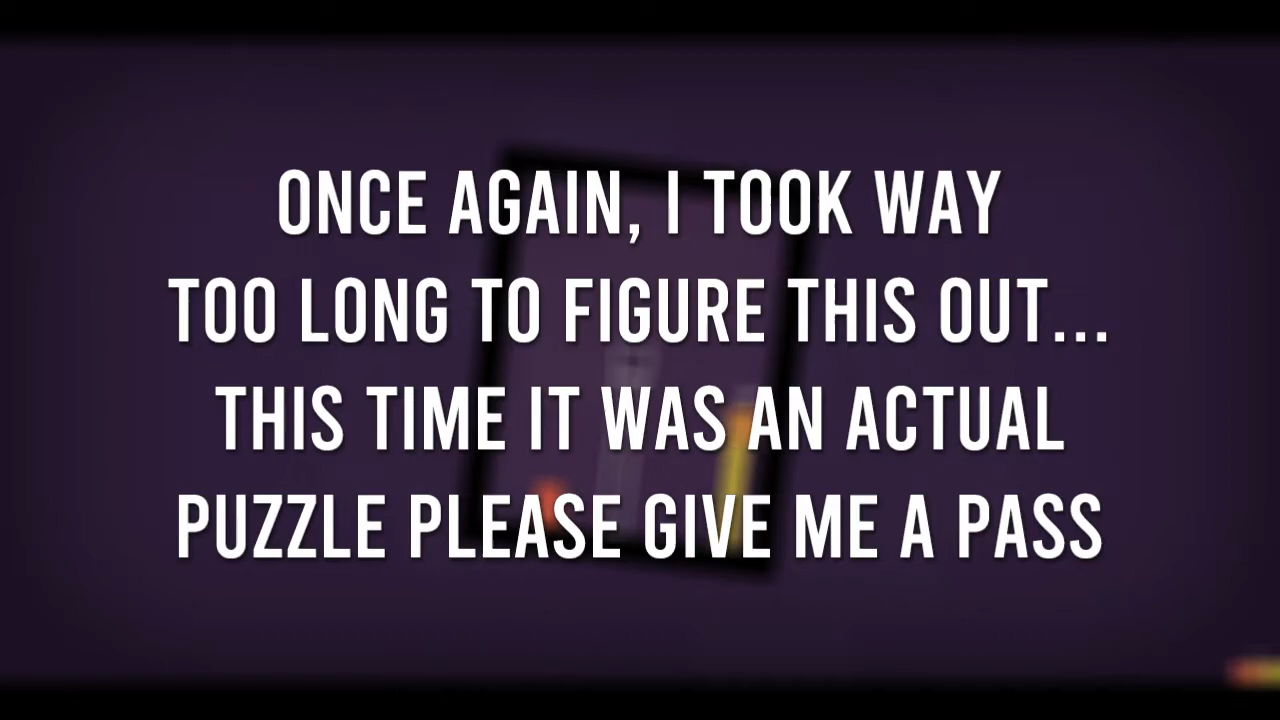 ONCE AGAIN, I TOOK WAY
TOO LONG TO FIGURE THIS OUT...
THIS TIME IT WAS AN ACTUAL
PUZZLE PLEASE GIVE ME A PASS